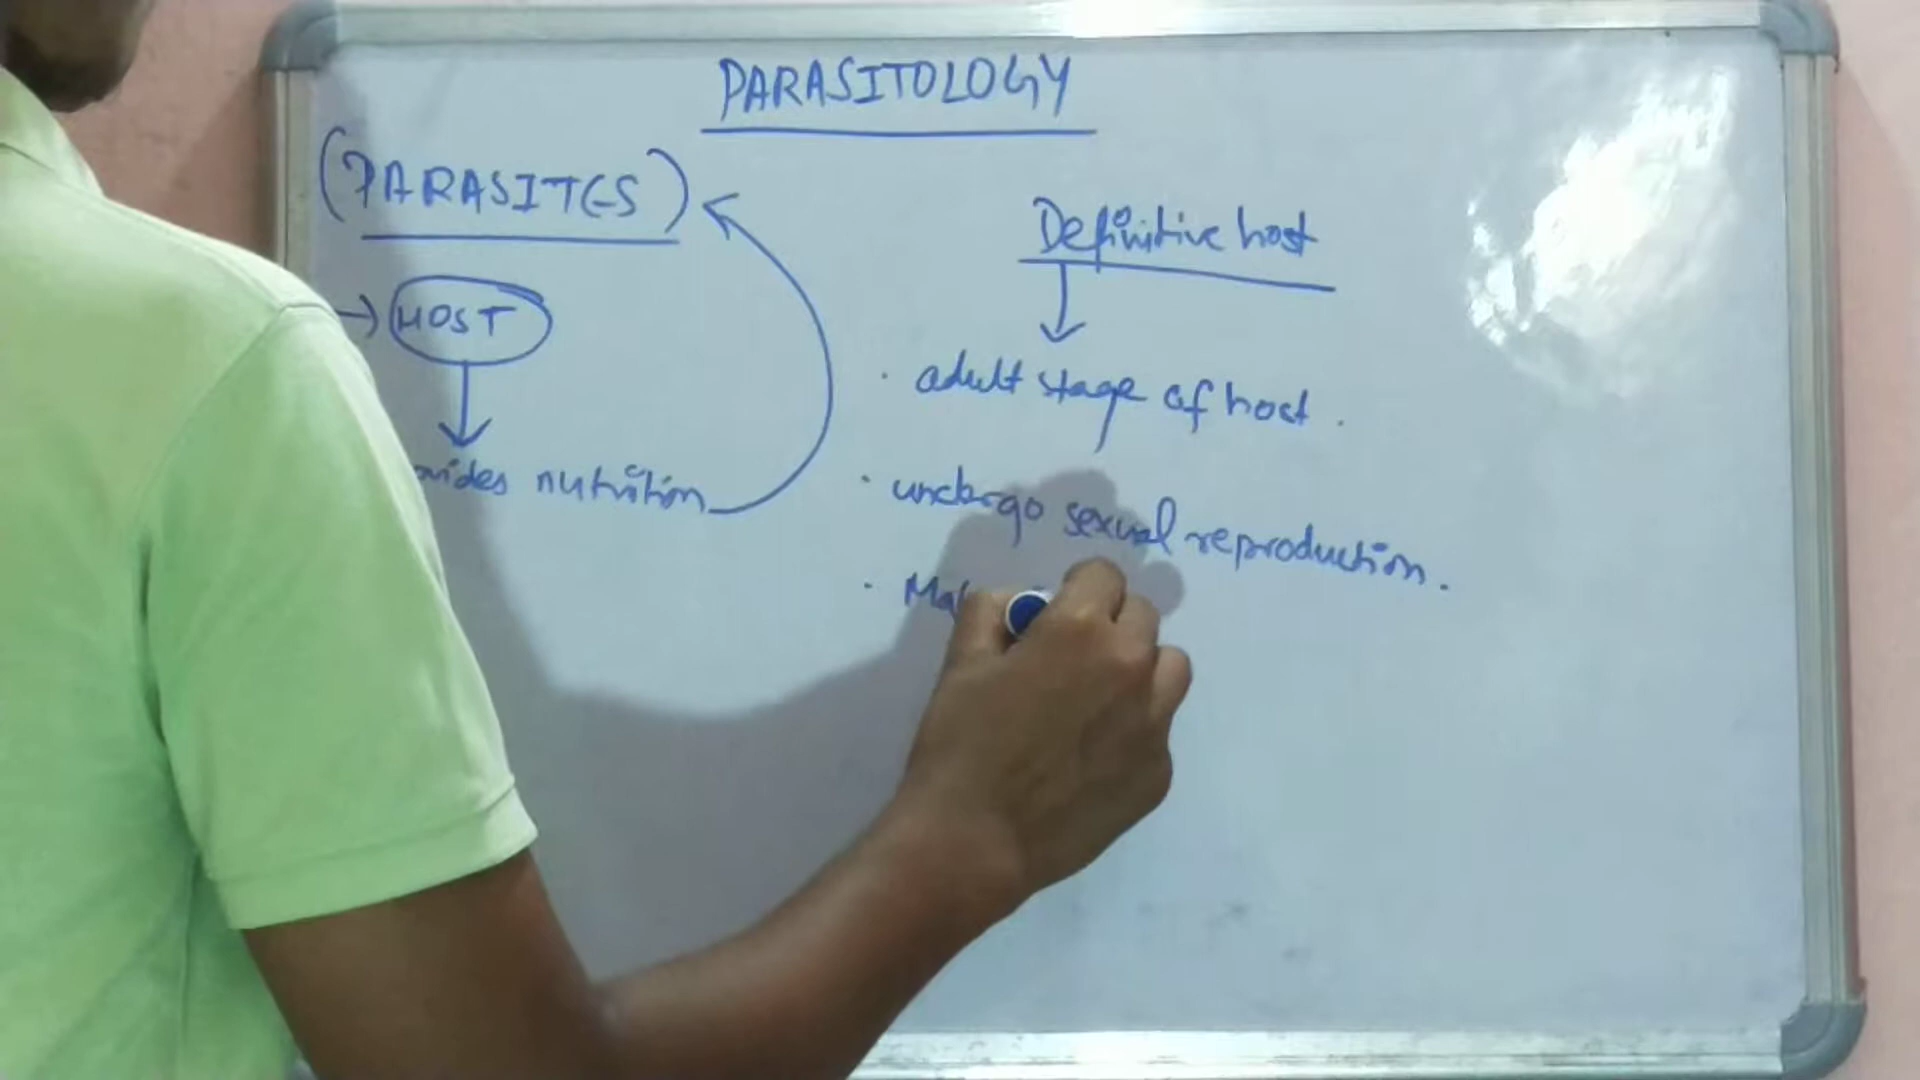 PARASITOLOGY
(PARASITES)
→ HOST
nutrition
Definitive host
· adult stage of host.
· undergo sexual reproduction.
·